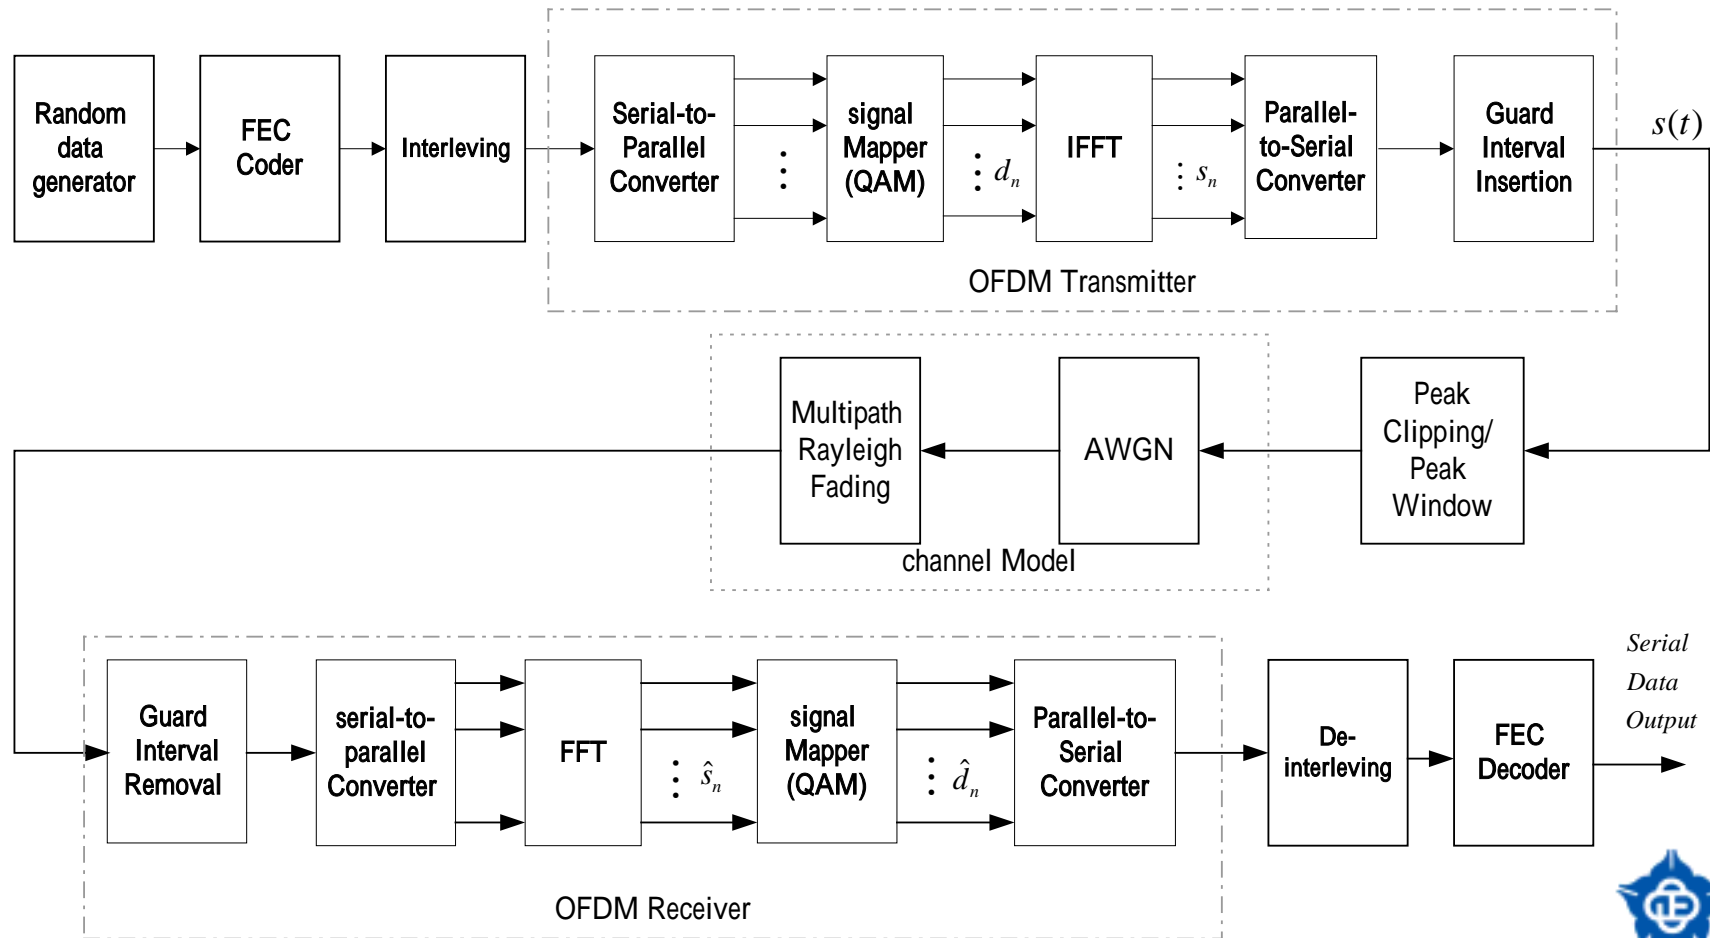 Random
data
generator
FEC
Coder
Interleving
Serial-to-
Parallel
Converter
signal
Mapper
(QAM)
d_n
IFFT
s_n
Parallel-
to-Serial
Converter
Guard
Interval
Insertion
s(t)
OFDM Transmitter
Multipath
Rayleigh
Fading
AWGN
Peak
Clipping/
Peak
Window
channel Model
Guard
Interval
Removal
serial-to-
parallel
Converter
FFT
ŝ_n
signal
Mapper
(QAM)
d̂_n
Parallel-to-
Serial
Converter
De-
interleving
FEC
Decoder
Serial
Data
Output
OFDM Receiver